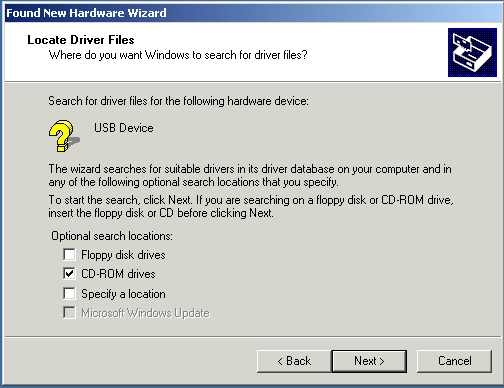 Found New Hardware Wizard
Locate Driver Files
Where do you want Windows to search for driver files?
Search for driver files for the following hardware device:
USB Device
The wizard searches for suitable drivers in its driver database on your computer and in
any of the following optional search locations that you specify.
To start the search, click Next. If you are searching on a floppy disk or CD-ROM drive,
insert the floppy disk or CD before clicking Next.
Optional search locations:
Floppy disk drives
CD-ROM drives
Specify a location
Microsoft Windows Update
< Back
Next >
Cancel